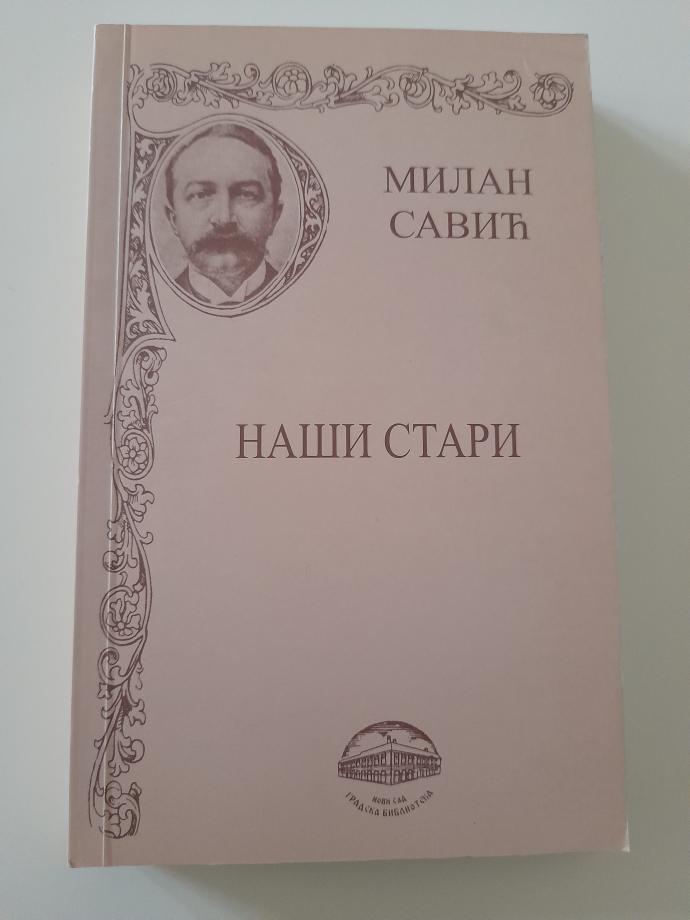 МИЛАН
САВИЋ
НАШИ СТАРИ
НОВИ САД
ГРАДСКА БИБЛИОТЕКА